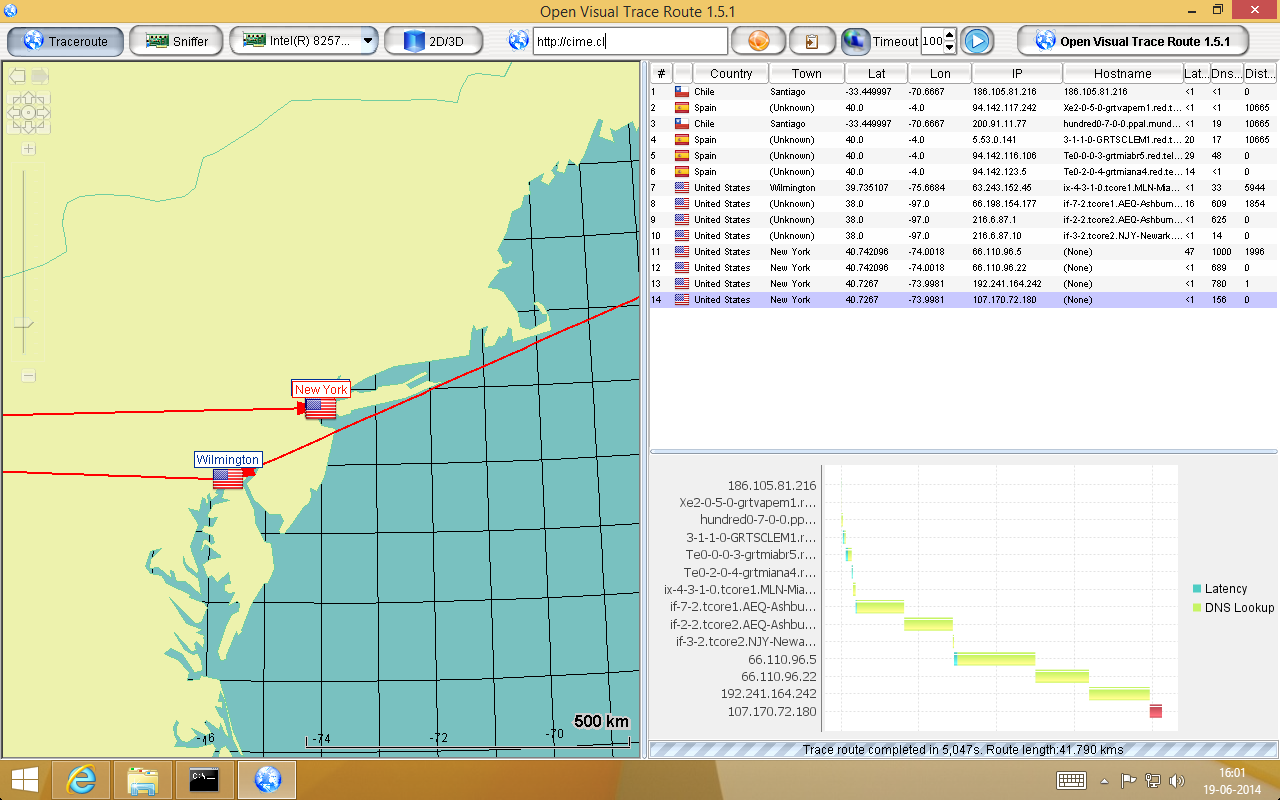 Open Visual Trace Route 1.5.1
Traceroute Sniffer Intel(R) 8257... 2D/3D http://cime.cl Timeout 100 Open Visual Trace Route 1.5.1
# Country Town Lat Lon IP Hostname Lat... Dns... Dist...
1 Chile Santiago -33.449997 -70.6667 186.105.81.216 186.105.81.216 <1 <1 0
2 Spain (Unknown) 40.0 -4.0 94.142.117.242 Xe2-0-5-0-grtvapem1.red.t... <1 0 10665
3 Chile Santiago -33.449997 -70.6667 200.91.11.77 hundred0-7-0-0.ppal.mund... <1 19 10665
4 Spain (Unknown) 40.0 -4.0 5.53.0.141 3-1-1-0-GRTSCLEM1.red.t... 20 17 10665
5 Spain (Unknown) 40.0 -4.0 94.142.116.106 Te0-0-0-3-grtmiabr5.red.tel... 29 48 0
6 Spain (Unknown) 40.0 -4.0 94.142.123.5 Te0-2-0-4-grtmiana4.red.te... 14 <1 0
7 United States Wilmington 39.735107 -75.6684 63.243.152.45 ix-4-3-1-0.tcore1.MLN-Mia... <1 33 5944
8 United States (Unknown) 38.0 -97.0 66.198.154.177 if-7-2.tcore1.AEQ-Ashburn... 16 609 1854
9 United States (Unknown) 38.0 -97.0 216.6.87.1 if-2-2.tcore2.AEQ-Ashburn... <1 625 0
10 United States (Unknown) 38.0 -97.0 216.6.87.10 if-3-2.tcore2.NJY-Newark.... <1 14 0
11 United States New York 40.742096 -74.0018 66.110.96.5 (None) 47 1000 1996
12 United States New York 40.742096 -74.0018 66.110.96.22 (None) <1 689 0
13 United States New York 40.7267 -73.9981 192.241.164.242 (None) <1 780 1
14 United States New York 40.7267 -73.9981 107.170.72.180 (None) <1 156 0
New York
Wilmington
500 km
-76 -74 -72 -70
186.105.81.216
Xe2-0-5-0-grtvapem1.r...
hundred0-7-0-0.pp...
3-1-1-0-GRTSCLEM1.r...
Te0-0-0-3-grtmiabr5.r...
Te0-2-0-4-grtmiana4.r...
ix-4-3-1-0.tcore1.MLN-Mia...
if-7-2.tcore1.AEQ-Ashbu...
if-2-2.tcore2.AEQ-Ashbu...
if-3-2.tcore2.NJY-Newa...
66.110.96.5
66.110.96.22
192.241.164.242
107.170.72.180
Latency
DNS Lookup
Trace route completed in 5,047s. Route length:41.790 kms
16:01
19-06-2014